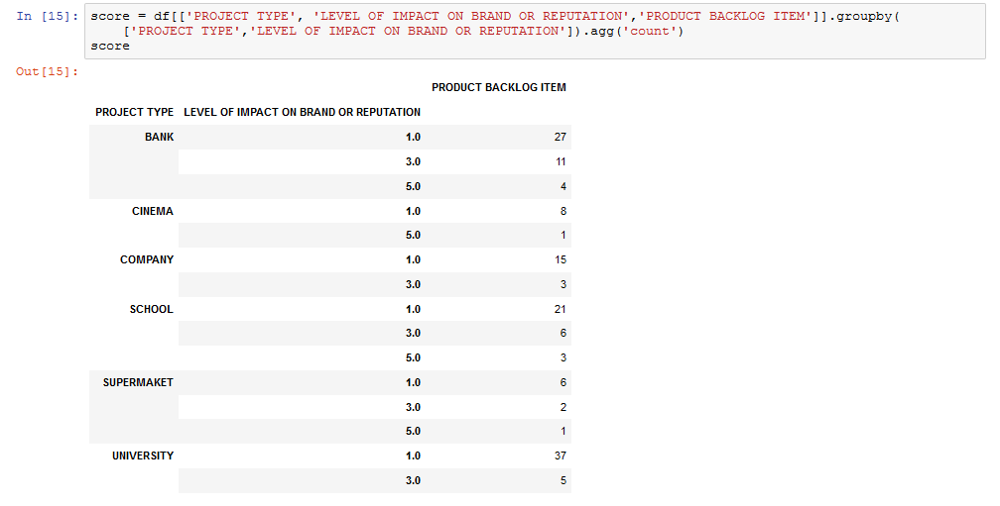 In [15]: score = df[['PROJECT TYPE', 'LEVEL OF IMPACT ON BRAND OR REPUTATION','PRODUCT BACKLOG ITEM']].groupby(
['PROJECT TYPE','LEVEL OF IMPACT ON BRAND OR REPUTATION']).agg('count')
score
Out[15]:
PRODUCT BACKLOG ITEM
PROJECT TYPE LEVEL OF IMPACT ON BRAND OR REPUTATION
BANK 1.0 27
3.0 11
5.0 4
CINEMA 1.0 8
5.0 1
COMPANY 1.0 15
3.0 3
SCHOOL 1.0 21
3.0 6
5.0 3
SUPERMAKET 1.0 6
3.0 2
5.0 1
UNIVERSITY 1.0 37
3.0 5